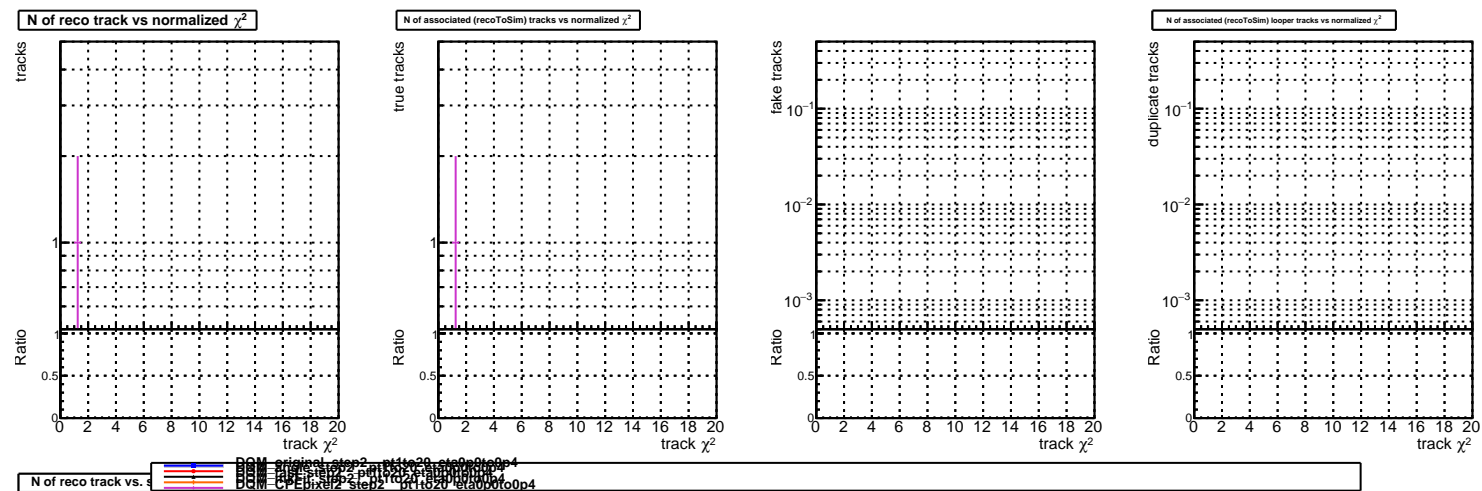 N of reco track vs normalized χ²
N of associated (recoToSim) tracks vs normalized χ²
N of associated (recoToSim) looper tracks vs normalized χ²
tracks
1
Ratio
1
0.5
0
0 2 4 6 8 10 12 14 16 18 20
track χ²
true tracks
1
Ratio
1
0.5
0
0 2 4 6 8 10 12 14 16 18 20
track χ²
fake tracks
10⁻¹
10⁻²
10⁻³
Ratio
1
0.5
0
0 2 4 6 8 10 12 14 16 18 20
track χ²
duplicate tracks
10⁻¹
10⁻²
10⁻³
Ratio
1
0.5
0
0 2 4 6 8 10 12 14 16 18 20
track χ²
N of reco track vs.
DQM_original_step2_ pt1to20_eta0p0to0p4
DQM_CPEpixel2_step2_ pt1to20_eta0p0to0p4